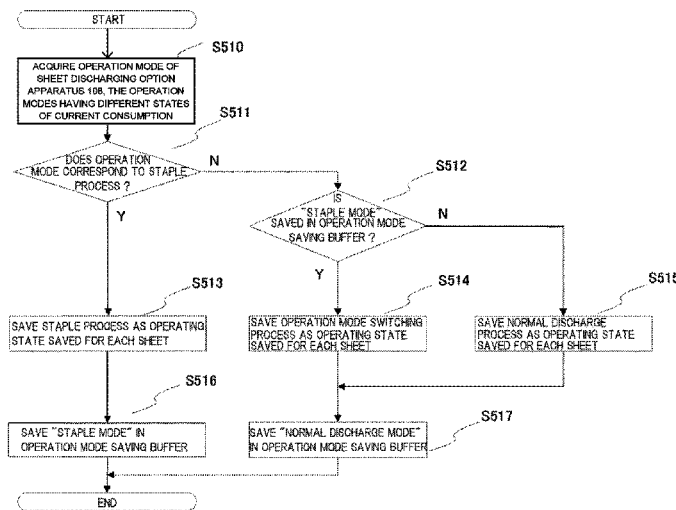 START
S510
ACQUIRE OPERATION MODE OF
SHEET DISCHARGING OPTION
APPARATUS 108, THE OPERATION
MODES HAVING DIFFERENT STATES
OF CURRENT CONSUMPTION
S511
DOES OPERATION
MODE CORRESPOND TO STAPLE
PROCESS ?
N
Y
S512
IS
"STAPLE MODE"
SAVED IN OPERATION MODE
SAVING BUFFER ?
N
Y
S513
SAVE STAPLE PROCESS AS OPERATING
STATE SAVED FOR EACH SHEET
S514
SAVE OPERATION MODE SWITCHING
PROCESS AS OPERATING STATE
SAVED FOR EACH SHEET
S515
SAVE NORMAL DISCHARGE
PROCESS AS OPERATING STATE
SAVED FOR EACH SHEET
S516
SAVE "STAPLE MODE" IN
OPERATION MODE SAVING BUFFER
S517
SAVE "NORMAL DISCHARGE MODE"
IN OPERATION MODE SAVING BUFFER
END